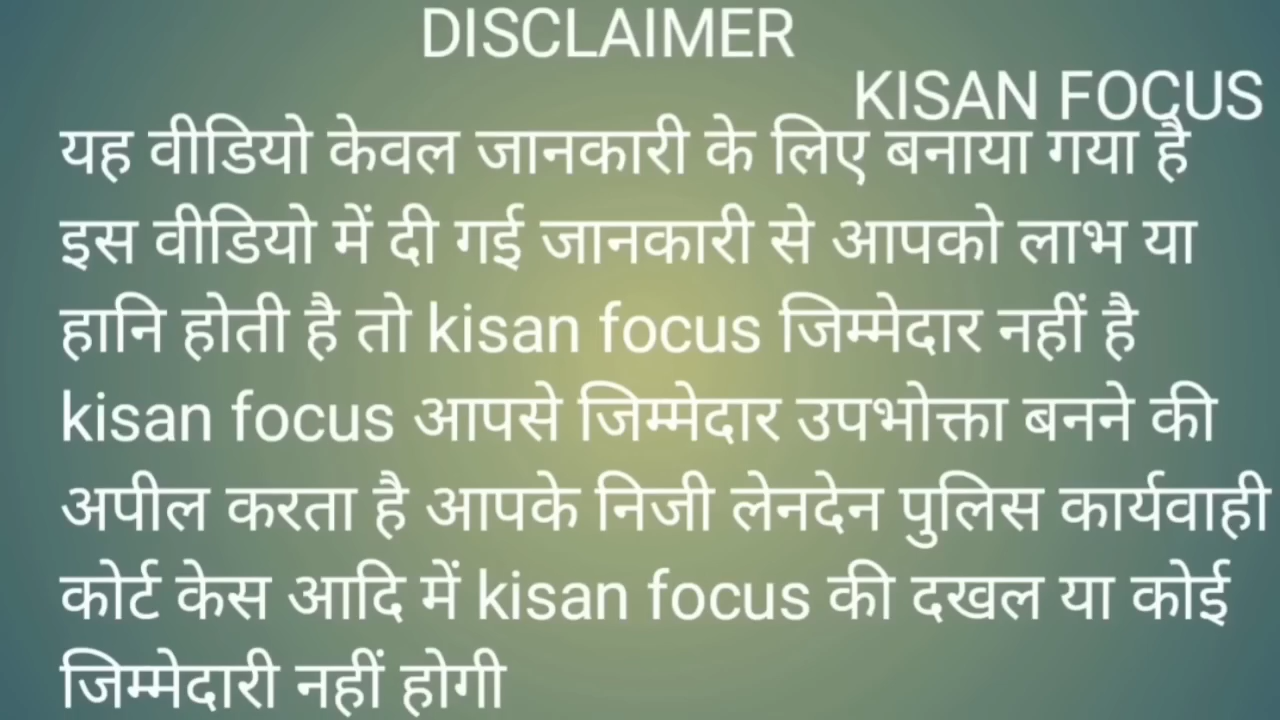 DISCLAIMER
KISAN FOCUS
यह वीडियो केवल जानकारी के लिए बनाया गया है
इस वीडियो में दी गई जानकारी से आपको लाभ या
हानि होती है तो kisan focus जिम्मेदार नहीं है
kisan focus आपसे जिम्मेदार उपभोक्ता बनने की
अपील करता है आपके निजी लेनदेन पुलिस कार्यवाही
कोर्ट केस आदि में kisan focus की दखल या कोई
जिम्मेदारी नहीं होगी